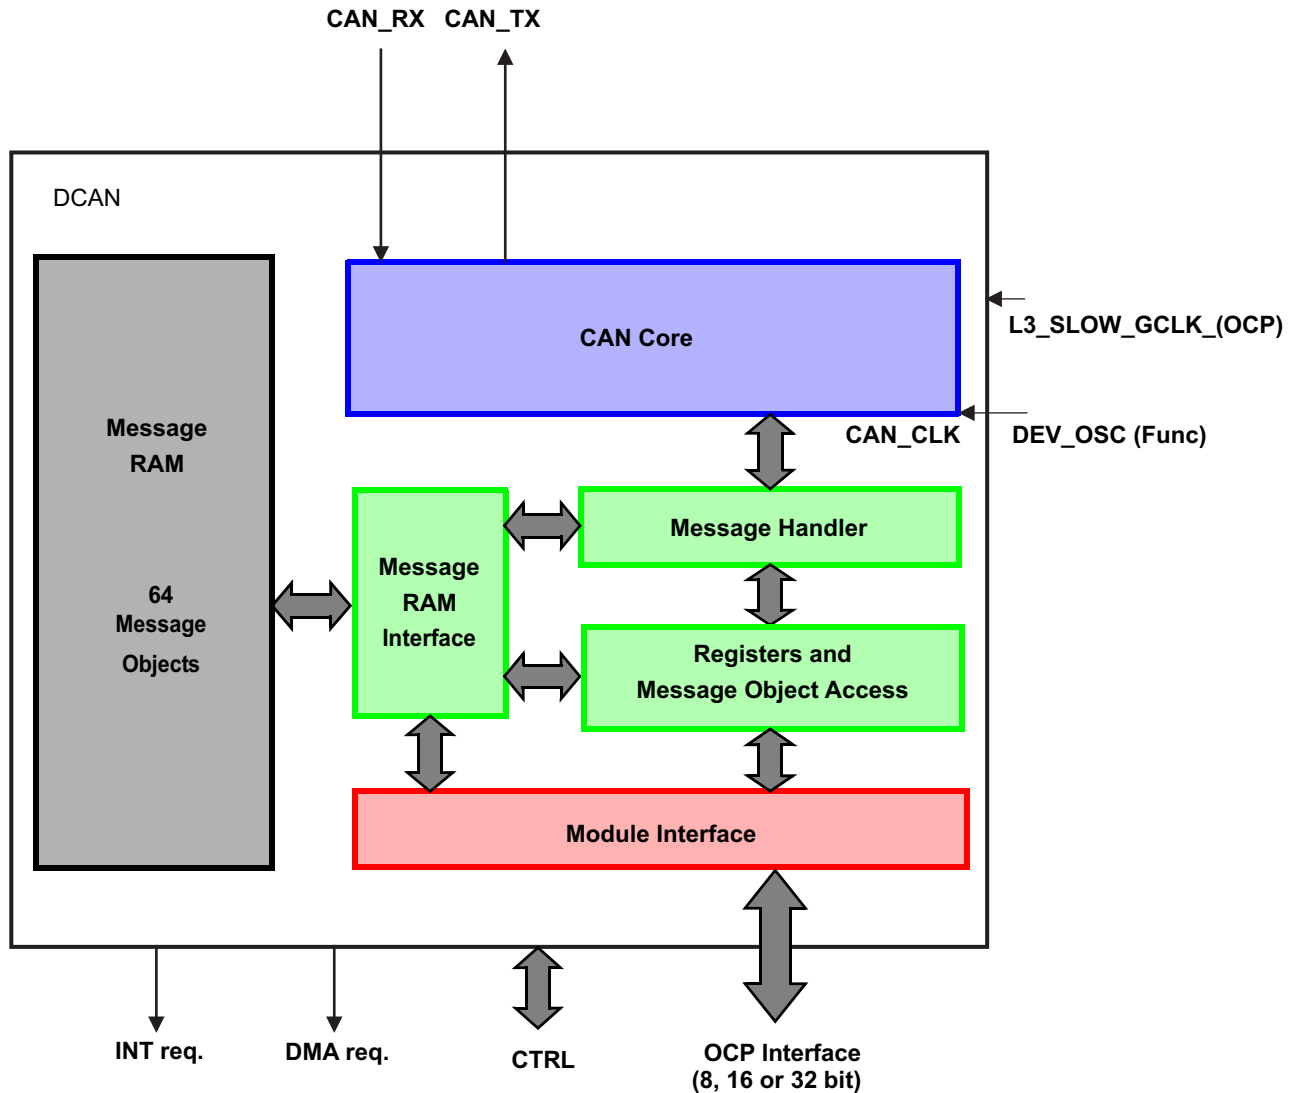 CAN_RX CAN_TX
DCAN
CAN Core
L3_SLOW_GCLK_(OCP)
CAN_CLK
DEV_OSC (Func)
Message
RAM
64
Message
Objects
Message
RAM
Interface
Message Handler
Registers and
Message Object Access
Module Interface
INT req.
DMA req.
CTRL
OCP Interface
(8, 16 or 32 bit)